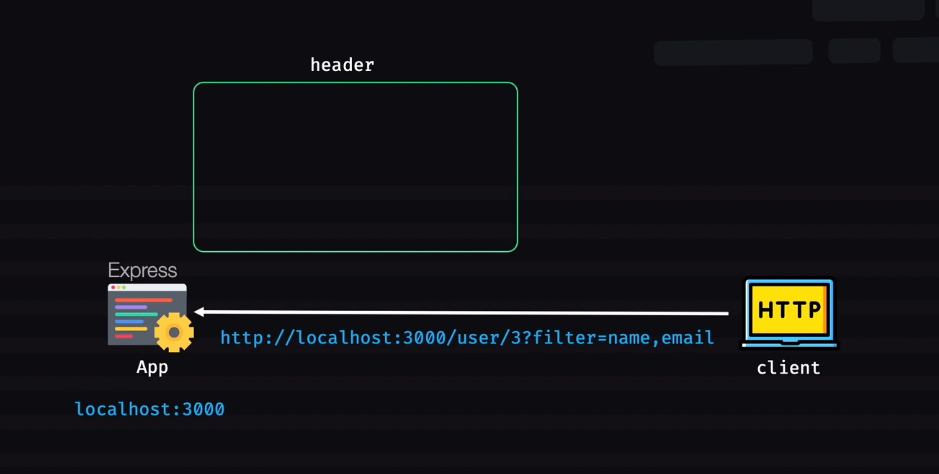 header
Express
HTTP
http://localhost:3000/user/3?filter=name,email
App
client
localhost:3000